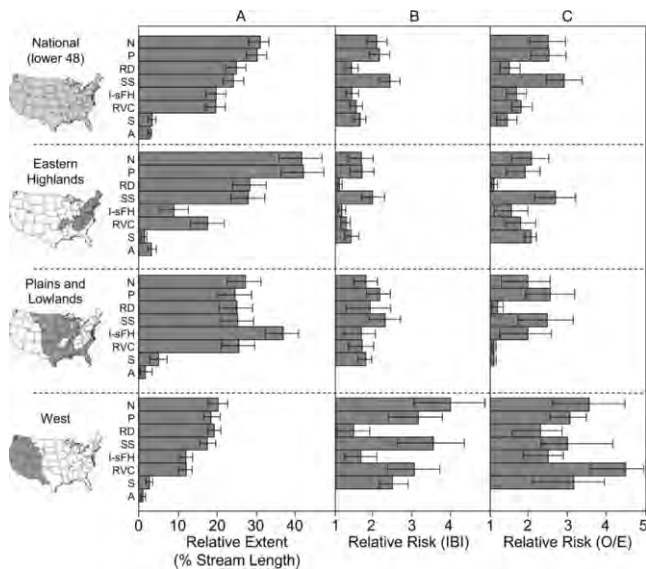 A B C
National
(lower 48)
N
P
RD
SS
I-sFH
RVC
S
A
Eastern
Highlands
N
P
RD
SS
I-sFH
RVC
S
A
Plains and
Lowlands
N
P
RD
SS
I-sFH
RVC
S
A
West
N
P
RD
SS
I-sFH
RVC
S
A
0 10 20 30 40 1 2 3 4 1 2 3 4 5
Relative Extent Relative Risk (IBI) Relative Risk (O/E)
(% Stream Length)